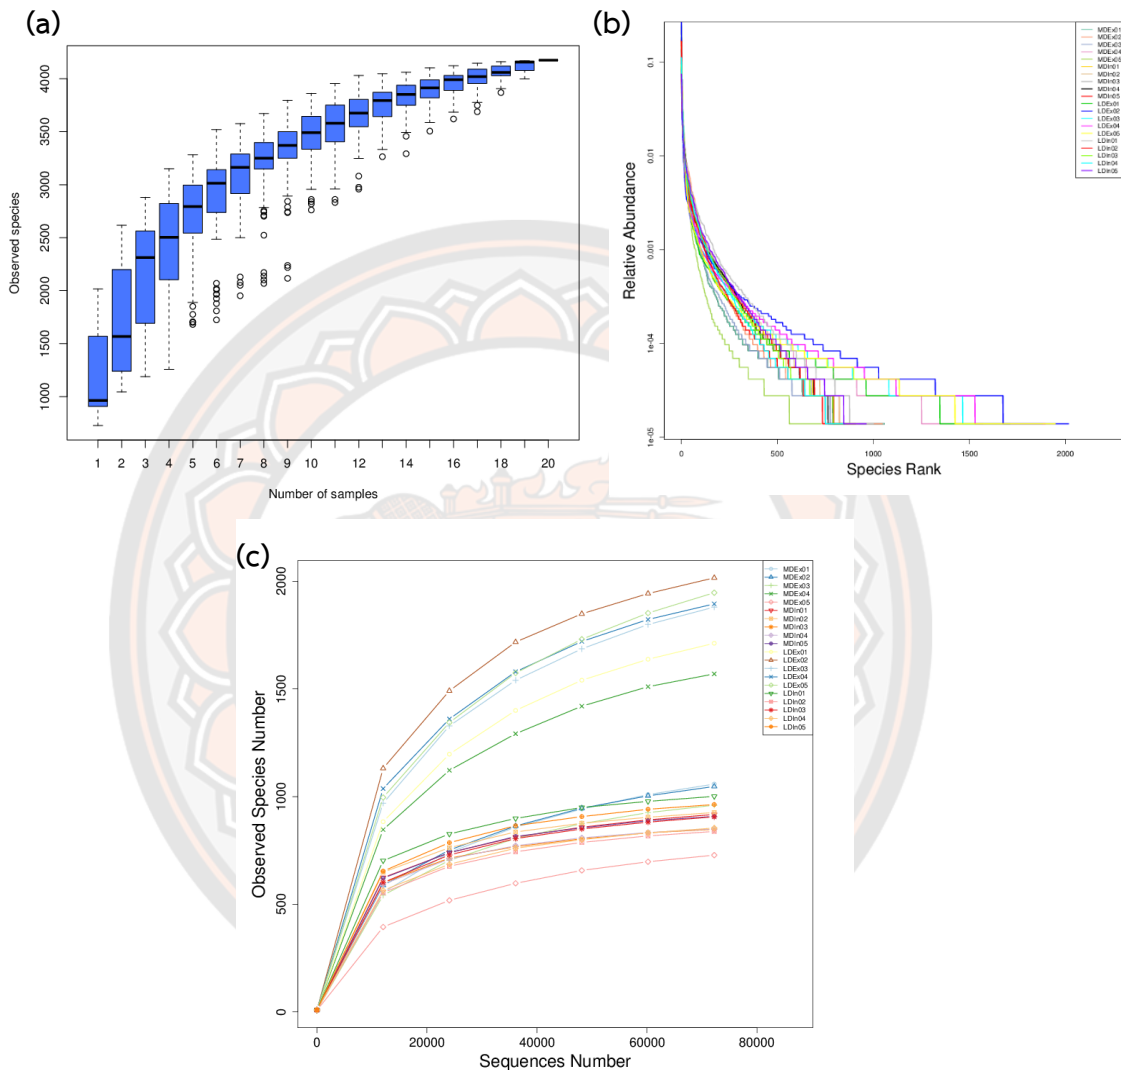 (a)
4000
3500
3000
2500
2000
1500
1000
Observed species
1 2 3 4 5 6 7 8 9 10 11 12 14 16 18 20
Number of samples
(b)
0.1
0.01
0.001
1e-04
1e-05
Relative Abundance
0 500 1000 1500 2000
Species Rank
MDEx01
MDEx02
MDEx03
MDEx04
MDEx05
MDIn01
MDIn02
MDIn03
MDIn04
MDIn05
LDEx01
LDEx02
LDEx03
LDEx04
LDEx05
LDIn01
LDIn02
LDIn03
LDIn04
LDIn05
(c)
2000
1500
1000
500
0
Observed Species Number
0 20000 40000 60000 80000
Sequences Number
MDEx01
MDEx02
MDEx03
MDEx04
MDEx05
MDIn01
MDIn02
MDIn03
MDIn04
MDIn05
LDEx01
LDEx02
LDEx03
LDEx04
LDEx05
LDIn01
LDIn02
LDIn03
LDIn04
LDIn05